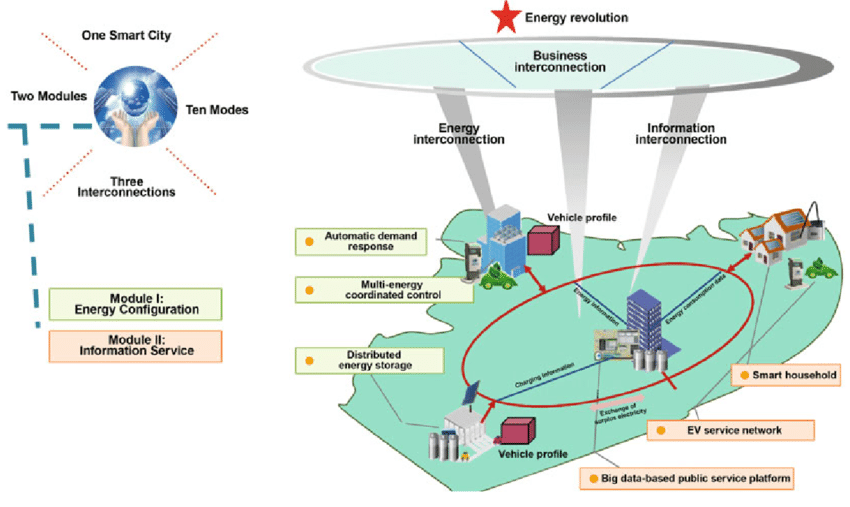 Energy revolution
One Smart City
Business
interconnection
Two Modules
Ten Modes
Energy
interconnection
Information
interconnection
Three
Interconnections
Vehicle profile
Automatic demand
response
Multi-energy
coordinated control
Energy information
Energy consumption data
Module I:
Energy Configuration
Module II:
Information Service
Distributed
energy storage
Charging information
Smart household
Exchange of
surplus electricity
EV service network
Vehicle profile
Big data-based public service platform